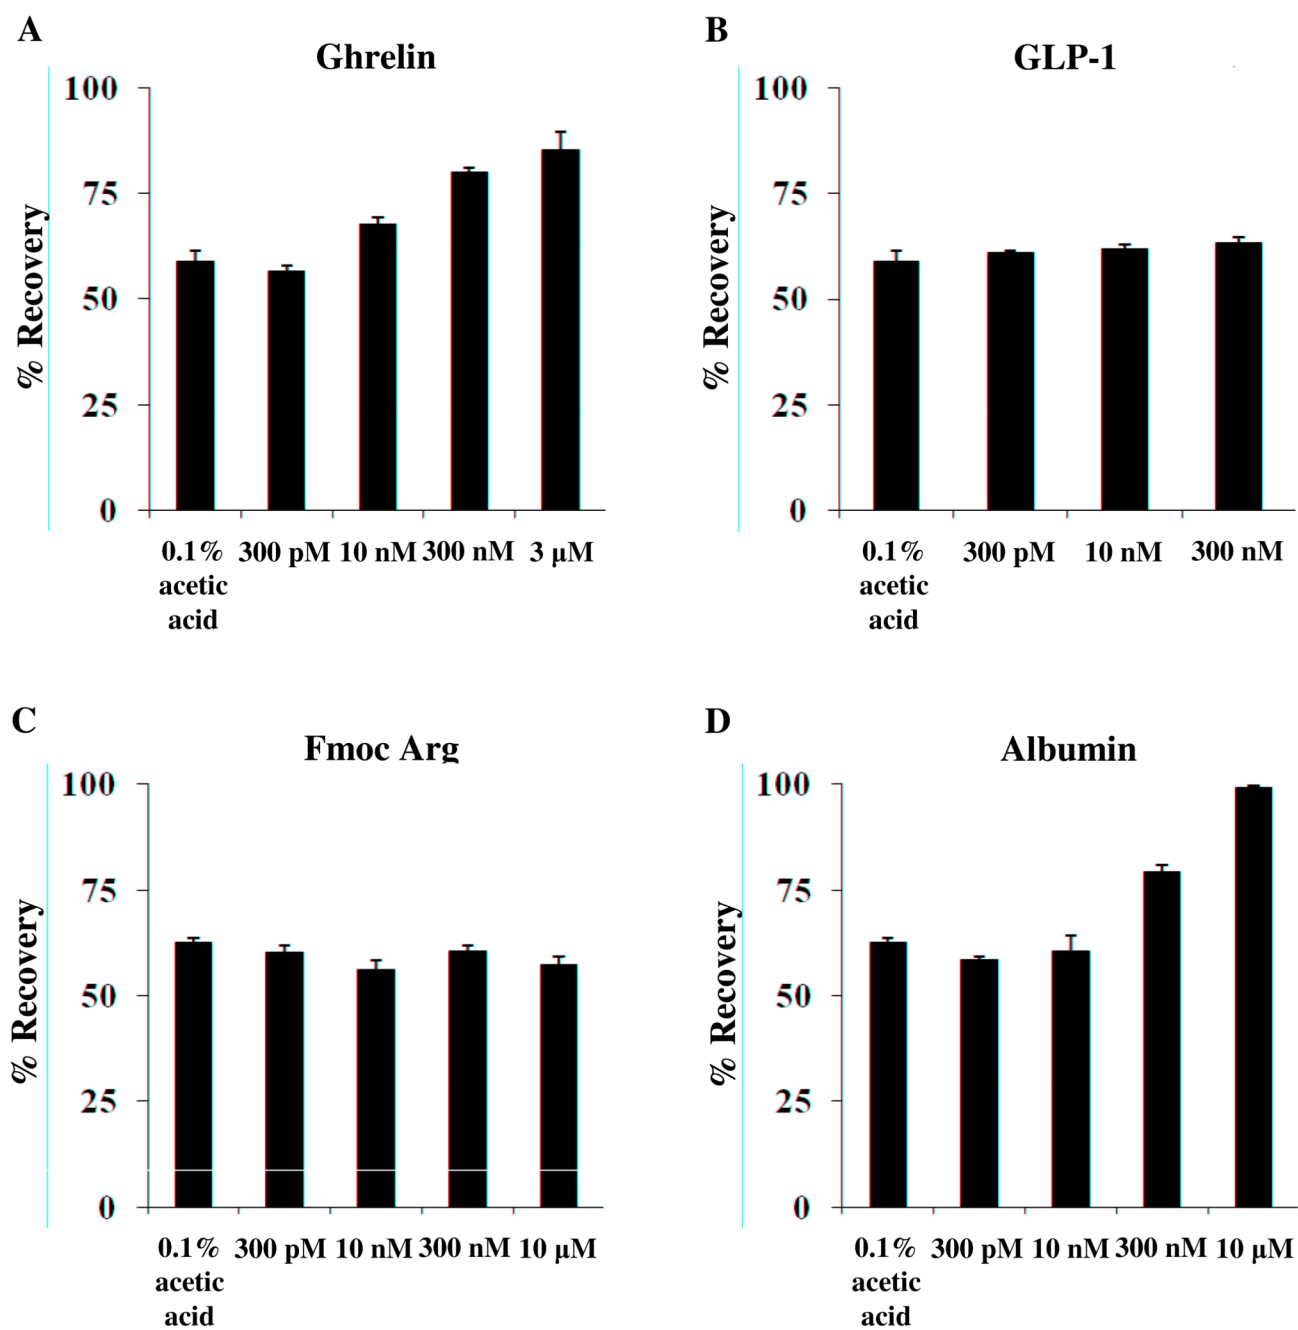 A
Ghrelin
% Recovery
100
75
50
25
0
0.1% acetic acid
300 pM
10 nM
300 nM
3 µM
B
GLP-1
% Recovery
100
75
50
25
0
0.1% acetic acid
300 pM
10 nM
300 nM
C
Fmoc Arg
% Recovery
100
75
50
25
0
0.1% acetic acid
300 pM
10 nM
300 nM
10 µM
D
Albumin
% Recovery
100
75
50
25
0
0.1% acetic acid
300 pM
10 nM
300 nM
10 µM